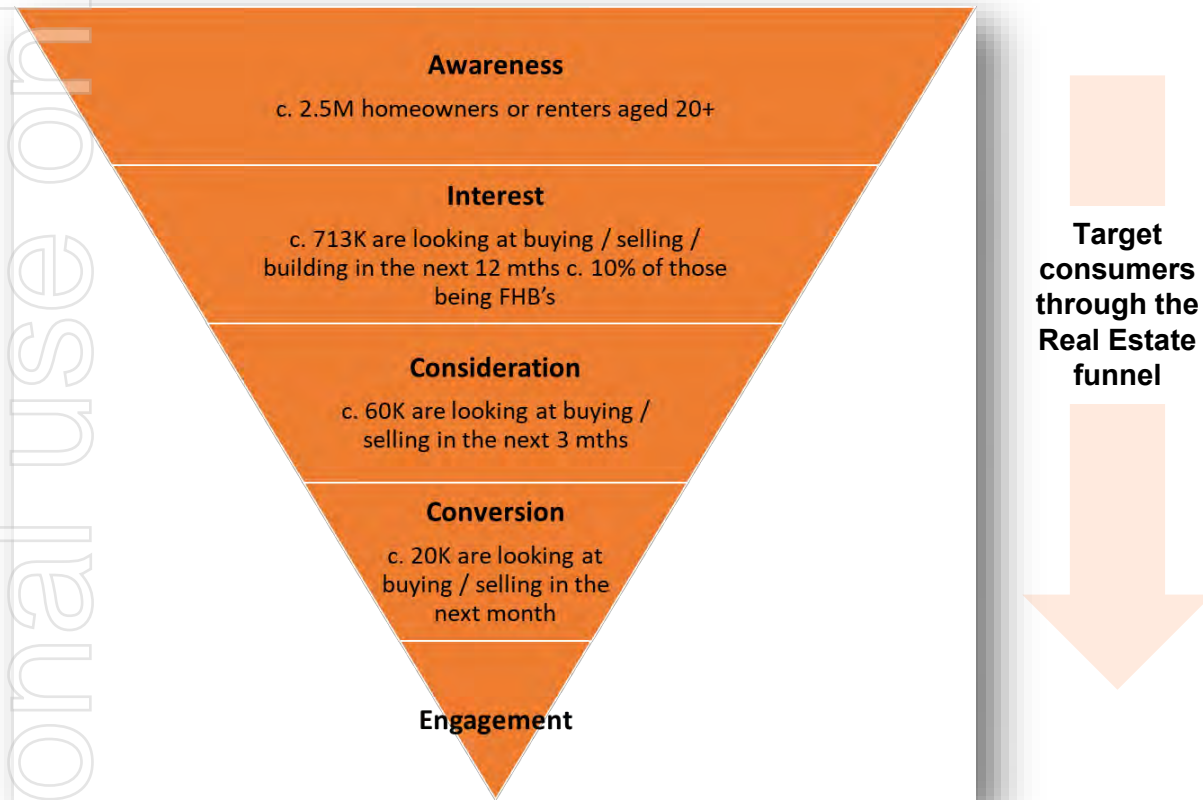 Awareness
c. 2.5M homeowners or renters aged 20+
Interest
c. 713K are looking at buying / selling /
building in the next 12 mths c. 10% of those
being FHB's
Consideration
c. 60K are looking at buying /
selling in the next 3 mths
Conversion
c. 20K are looking at
buying / selling in the
next month
Engagement
Target
consumers
through the
Real Estate
funnel
onal use on